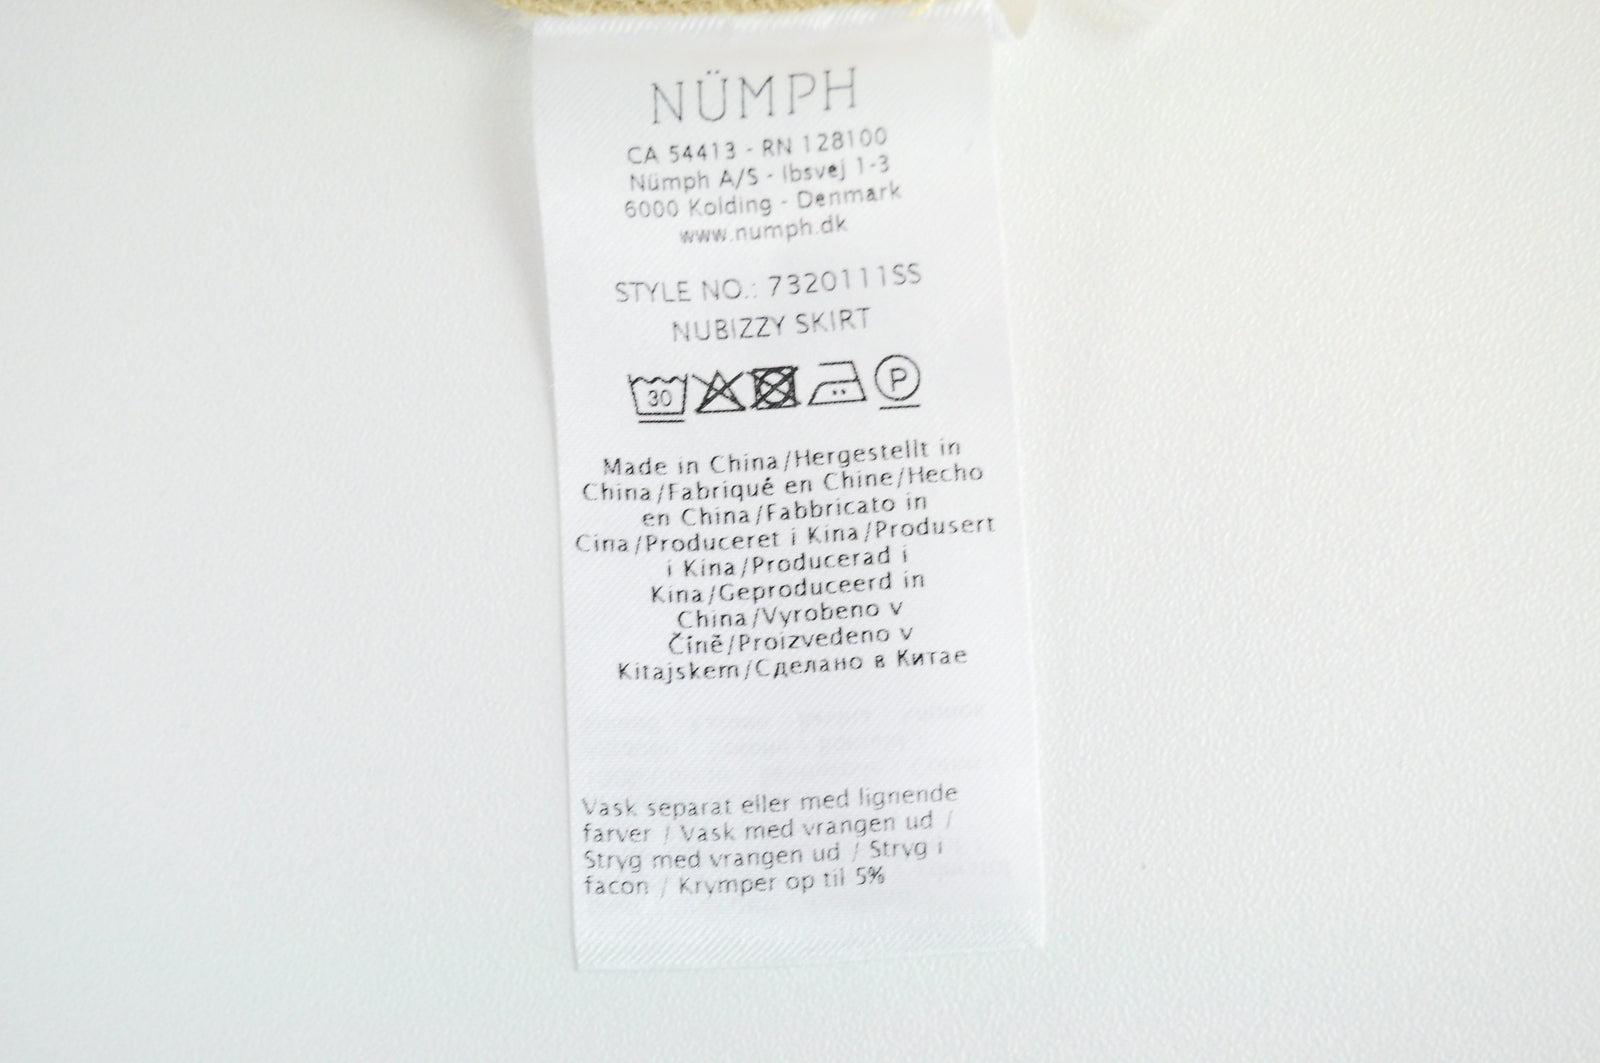 NÜMPH
CA 54413 - RN 128100
Nümph A/S - Ibsvej 1-3
6000 Kolding - Denmark
www.numph.dk
STYLE NO.: 7320111SS
NUBIZZY SKIRT
30 P
Made in China/Hergestellt in
China/Fabriqué en Chine/Hecho
en China/Fabbricato in
Cina/Produceret i Kina/Produsert
i Kina/Producerad i
Kina/Geproduceerd in
China/Vyrobeno v
Číně/Proizvedeno v
Kitajskem/Сделано в Китае
Vask separat eller med lignende
farver / Vask med vrangen ud /
Stryg med vrangen ud / Stryg i
facon / Krymper op til 5%